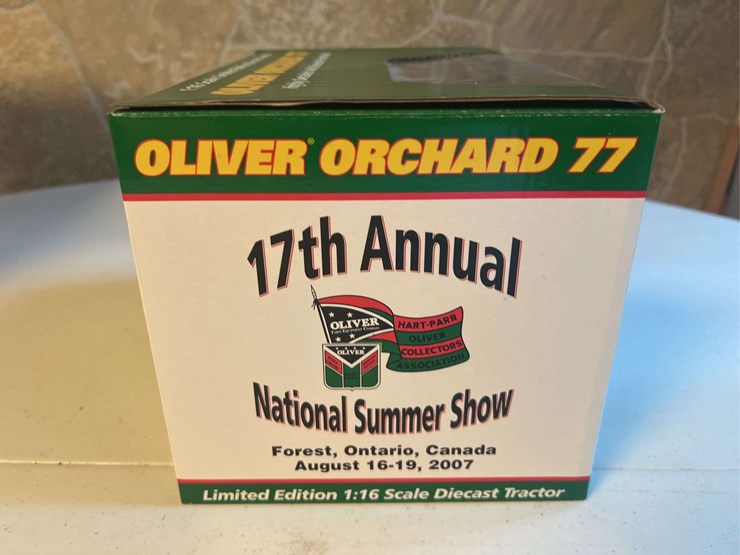 OLIVER® ORCHARD 77
17th Annual
OLIVER
OLIVER
HART-PARR
OLIVER
COLLECTORS
ASSOCIATION
National Summer Show
Forest, Ontario, Canada
August 16-19, 2007
Limited Edition 1:16 Scale Diecast Tractor